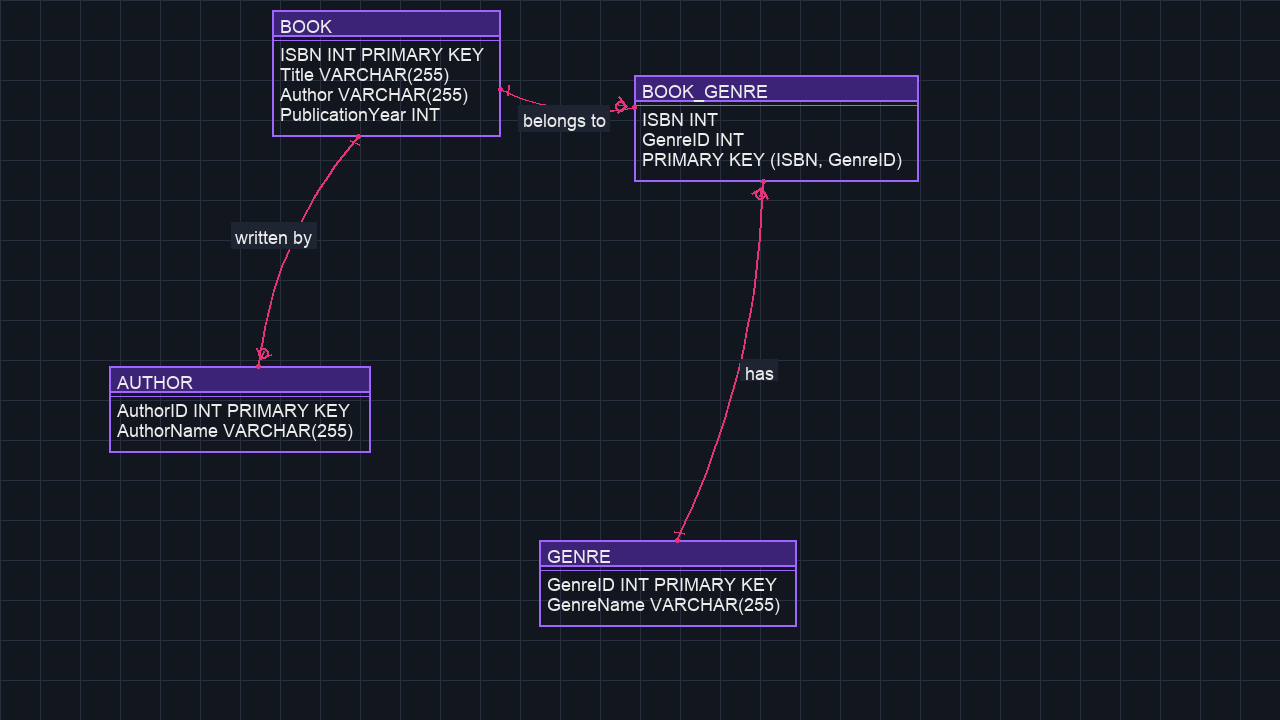 BOOK
ISBN INT PRIMARY KEY
Title VARCHAR(255)
Author VARCHAR(255)
PublicationYear INT
belongs to
BOOK_GENRE
ISBN INT
GenreID INT
PRIMARY KEY (ISBN, GenreID)
written by
AUTHOR
AuthorID INT PRIMARY KEY
AuthorName VARCHAR(255)
has
GENRE
GenreID INT PRIMARY KEY
GenreName VARCHAR(255)